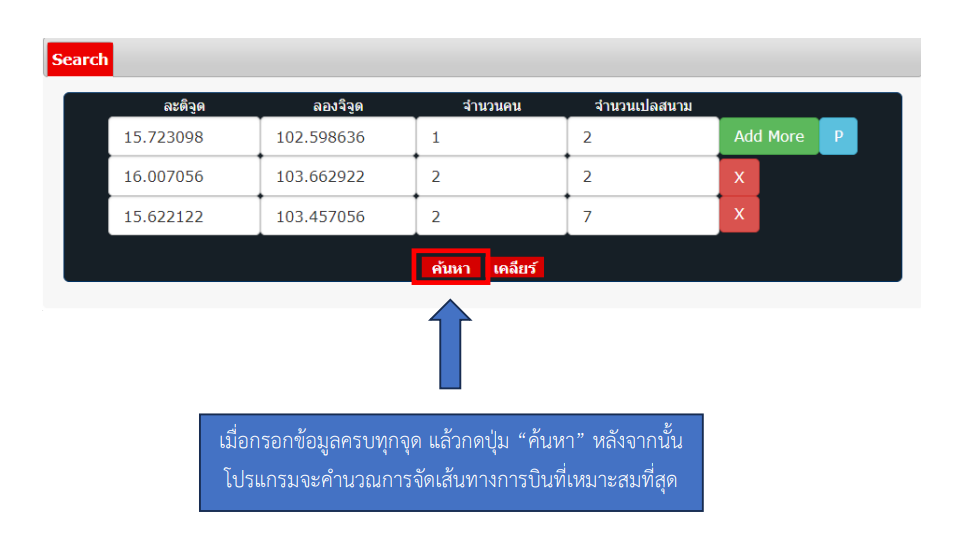 Search
ละติจูด ลองจิจูด จำนวนคน จำนวนเปลสนาม
15.723098 102.598636 1 2 Add More P
16.007056 103.662922 2 2 X
15.622122 103.457056 2 7 X
ค้นหา เคลียร์
เมื่อกรอกข้อมูลครบทุกจุด แล้วกดปุ่ม “ค้นหา” หลังจากนั้น
โปรแกรมจะคำนวณการจัดเส้นทางการบินที่เหมาะสมที่สุด